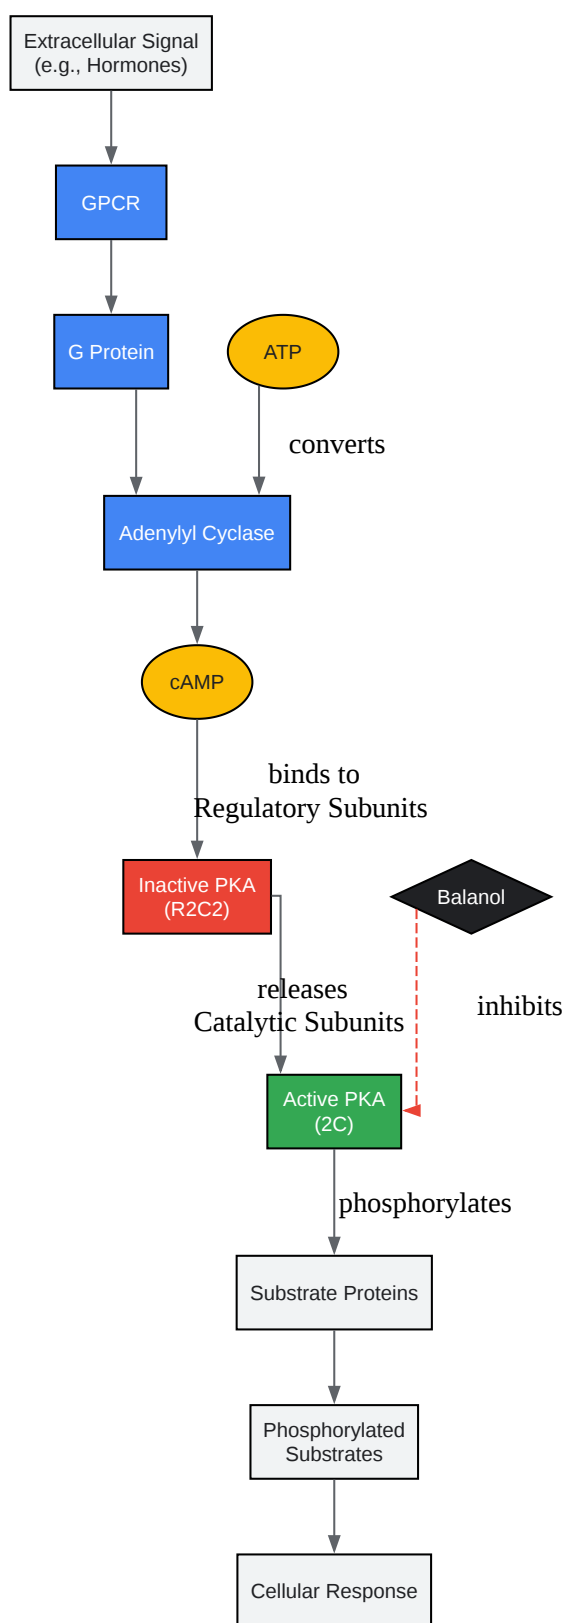 Extracellular Signal
(e.g., Hormones)
GPCR
G Protein
ATP
converts
Adenylyl Cyclase
cAMP
binds to
Regulatory Subunits
Inactive PKA
(R2C2)
Balanol
releases
Catalytic Subunits
inhibits
Active PKA
(2C)
phosphorylates
Substrate Proteins
Phosphorylated
Substrates
Cellular Response